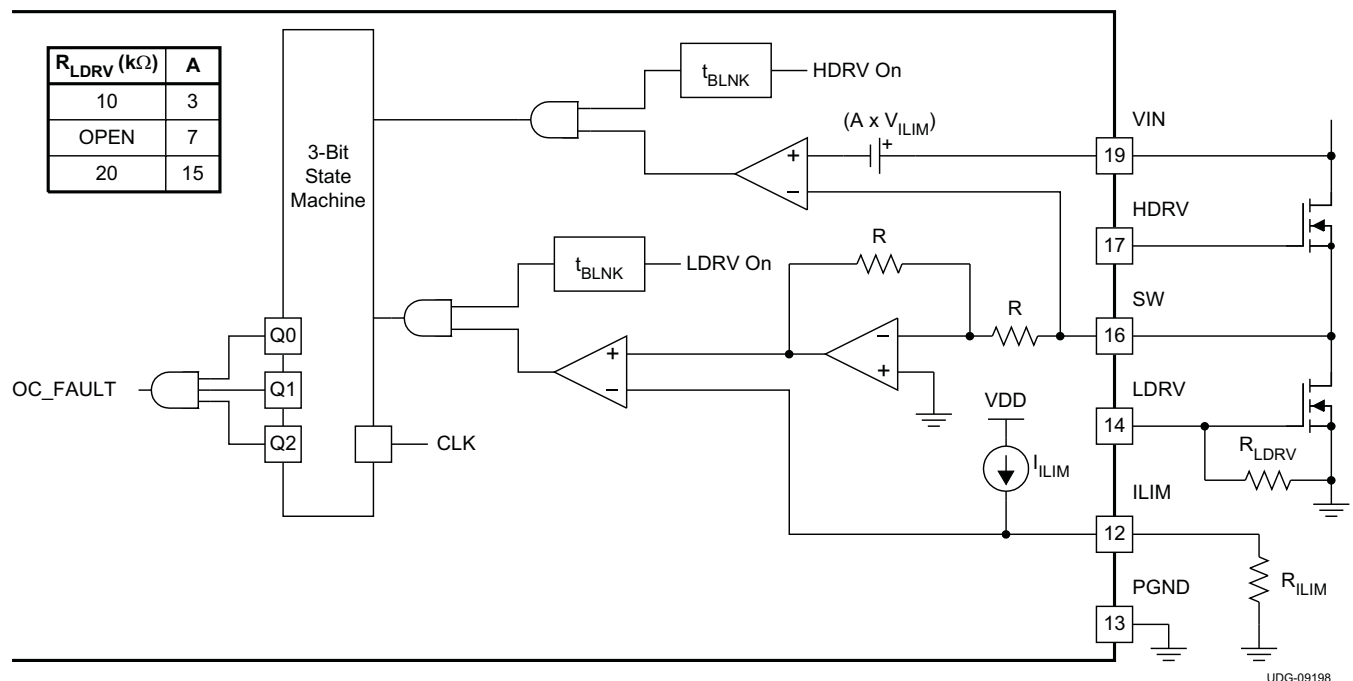 R_LDRV (kΩ) A
10 3
OPEN 7
20 15
3-Bit
State
Machine
t_BLNK
HDRV On
(A x V_ILIM)
+
+
−
VIN
19
HDRV
17
R
t_BLNK
LDRV On
R
SW
16
−
+
+
−
Q0
Q1
Q2
OC_FAULT
CLK
LDRV
14
VDD
I_ILIM
R_LDRV
ILIM
12
R_ILIM
PGND
13
UDG-09198